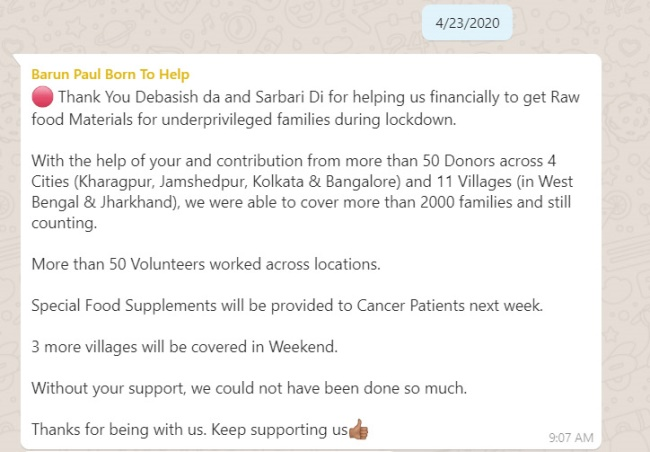 4/23/2020
Barun Paul Born To Help
🔴 Thank You Debasish da and Sarbari Di for helping us financially to get Raw
food Materials for underprivileged families during lockdown.
With the help of your and contribution from more than 50 Donors across 4
Cities (Kharagpur, Jamshedpur, Kolkata & Bangalore) and 11 Villages (in West
Bengal & Jharkhand), we were able to cover more than 2000 families and still
counting.
More than 50 Volunteers worked across locations.
Special Food Supplements will be provided to Cancer Patients next week.
3 more villages will be covered in Weekend.
Without your support, we could not have been done so much.
Thanks for being with us. Keep supporting us👍🏽
9:07 AM